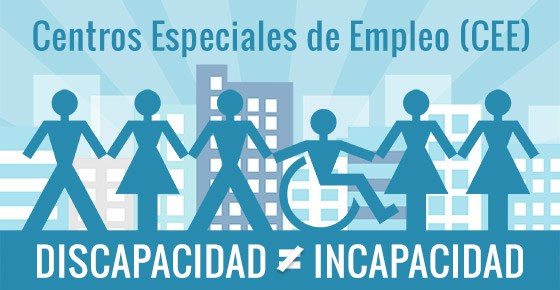 Centros Especiales de Empleo (CEE)
DISCAPACIDAD ≠ INCAPACIDAD